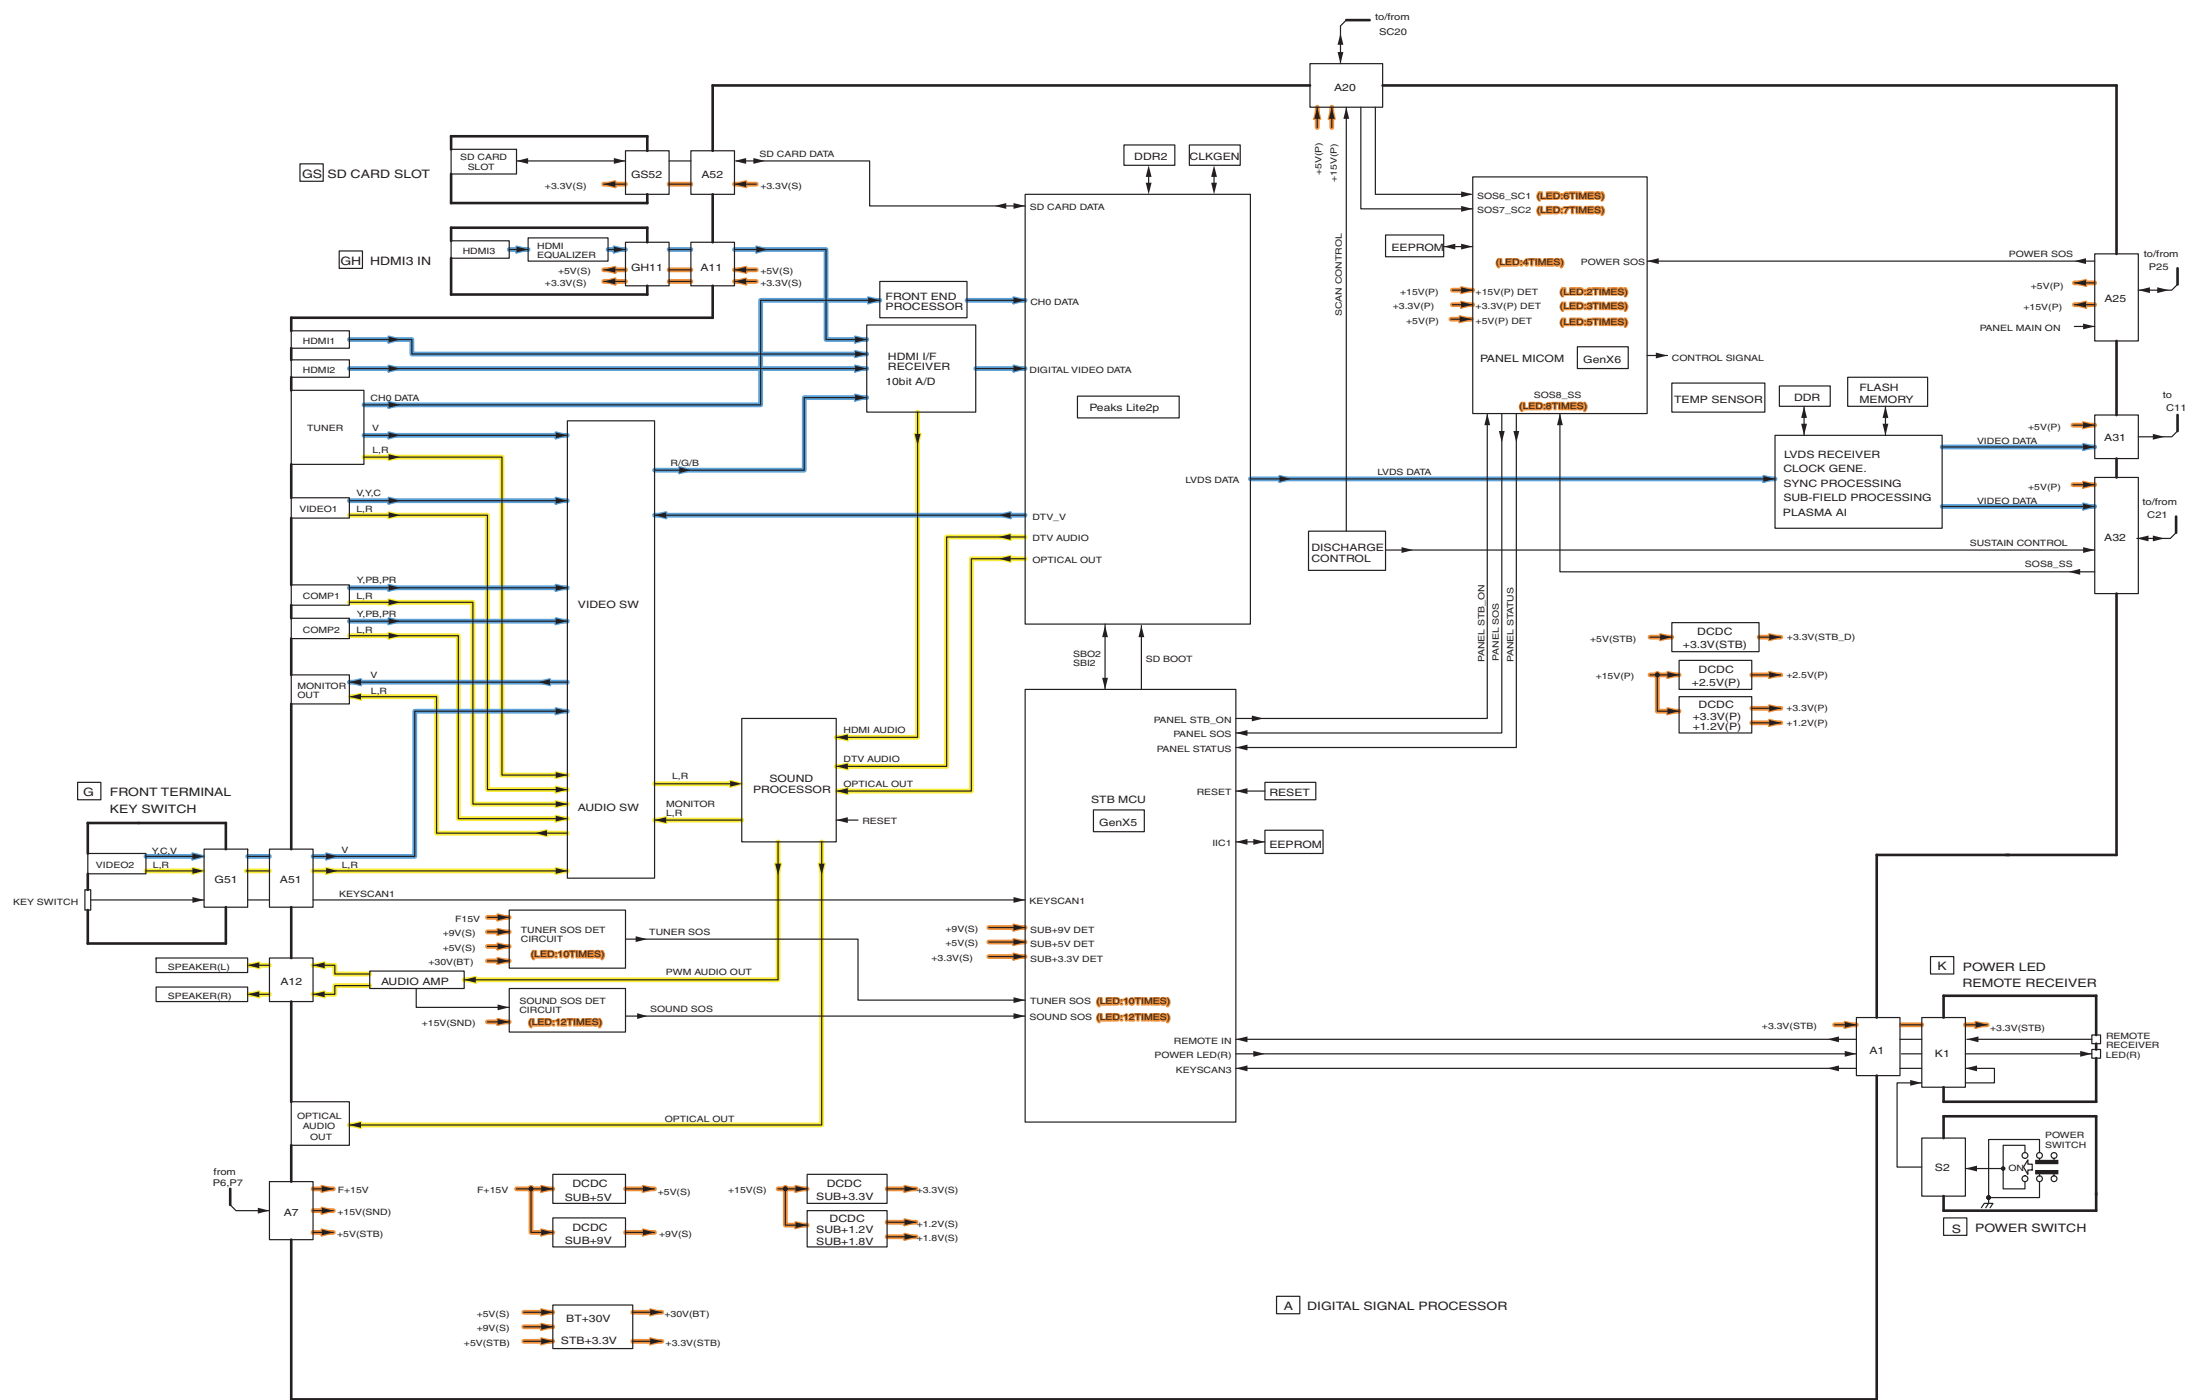 to/from
SC20
A20
+5V(P)
+15V(P)
SD CARD
SLOT
GS SD CARD SLOT
+3.3V(S)
GS52
A52
SD CARD DATA
+3.3V(S)
DDR2
CLKGEN
SD CARD DATA
GH HDMI3 IN
HDMI3
HDMI
EQUALIZER
+5V(S)
+3.3V(S)
GH11
A11
+5V(S)
+3.3V(S)
FRONT END
PROCESSOR
CH0 DATA
SCAN CONTROL
SOS6_SC1 (LED:6TIMES)
SOS7_SC2 (LED:7TIMES)
EEPROM
(LED:4TIMES) POWER SOS
POWER SOS
+15V(P) +15V(P) DET (LED:2TIMES)
+3.3V(P) +3.3V(P) DET (LED:3TIMES)
+5V(P) +5V(P) DET (LED:5TIMES)
PANEL MICOM GenX6
CONTROL SIGNAL
SOS8_SS
(LED:8TIMES)
to/from
P25
+5V(P)
+15V(P)
A25
PANEL MAIN ON
HDMI1
HDMI2
HDMI I/F
RECEIVER
10bit A/D
DIGITAL VIDEO DATA
Peaks Lite2p
TEMP SENSOR
DDR
FLASH
MEMORY
to
C11
+5V(P)
A31
VIDEO DATA
TUNER
CH0 DATA
V
L,R
R/G/B
LVDS DATA
LVDS DATA
LVDS RECEIVER
CLOCK GENE.
SYNC PROCESSING
SUB-FIELD PROCESSING
PLASMA AI
+5V(P)
VIDEO DATA
to/from
C21
A32
VIDEO1
V,Y,C
L,R
DTV_V
DTV AUDIO
OPTICAL OUT
DISCHARGE
CONTROL
SUSTAIN CONTROL
SOS8_SS
COMP1
Y,PB,PR
L,R
COMP2
Y,PB,PR
L,R
VIDEO SW
MONITOR
OUT
V
L,R
SBO2
SBI2
SD BOOT
PANEL STB_ON
PANEL SOS
PANEL STATUS
+5V(STB)
DCDC
+3.3V(STB)
+3.3V(STB_D)
+15V(P)
DCDC
+2.5V(P)
+2.5V(P)
DCDC
+3.3V(P)
+1.2V(P)
+3.3V(P)
+1.2V(P)
PANEL STB_ON
PANEL SOS
PANEL STATUS
HDMI AUDIO
DTV AUDIO
OPTICAL OUT
RESET
SOUND
PROCESSOR
L,R
MONITOR
L,R
AUDIO SW
STB MCU
GenX5
RESET
RESET
IIC1
EEPROM
G FRONT TERMINAL
KEY SWITCH
VIDEO2
Y,C,V
L,R
G51
A51
V
L,R
KEY SWITCH
KEYSCAN1
KEYSCAN1
F15V
+9V(S)
+5V(S)
+30V(BT)
TUNER SOS DET
CIRCUIT
(LED:10TIMES)
TUNER SOS
+9V(S) SUB+9V DET
+5V(S) SUB+5V DET
+3.3V(S) SUB+3.3V DET
SPEAKER(L)
SPEAKER(R)
A12
AUDIO AMP
PWM AUDIO OUT
+15V(SND)
SOUND SOS DET
CIRCUIT
(LED:12TIMES)
SOUND SOS
TUNER SOS (LED:10TIMES)
SOUND SOS (LED:12TIMES)
REMOTE IN
POWER LED(R)
KEYSCAN3
K POWER LED
REMOTE RECEIVER
+3.3V(STB)
A1
K1
+3.3V(STB)
REMOTE
RECEIVER
LED(R)
OPTICAL
AUDIO
OUT
OPTICAL OUT
S2
POWER
SWITCH
ON
S POWER SWITCH
from
P6,P7
A7
F+15V
+15V(SND)
+5V(STB)
F+15V
DCDC
SUB+5V
+5V(S)
DCDC
SUB+9V
+9V(S)
+15V(S)
DCDC
SUB+3.3V
+3.3V(S)
DCDC
SUB+1.2V
SUB+1.8V
+1.2V(S)
+1.8V(S)
+5V(S)
+9V(S)
+5V(STB)
BT+30V
STB+3.3V
+30V(BT)
+3.3V(STB)
A DIGITAL SIGNAL PROCESSOR